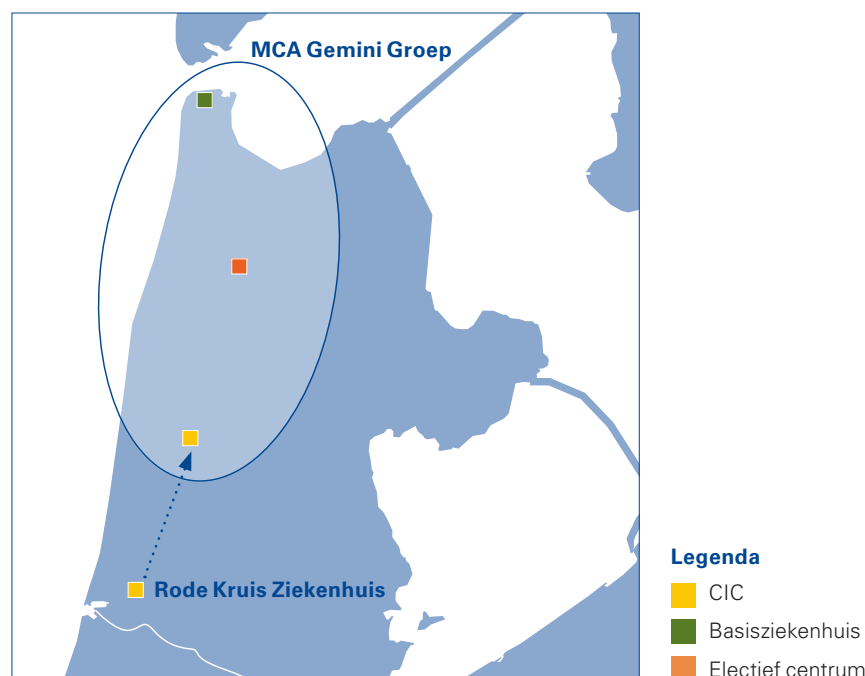 MCA Gemini Groep
Rode Kruis Ziekenhuis
Legenda
CIC
Basisziekenhuis
Electief centrum